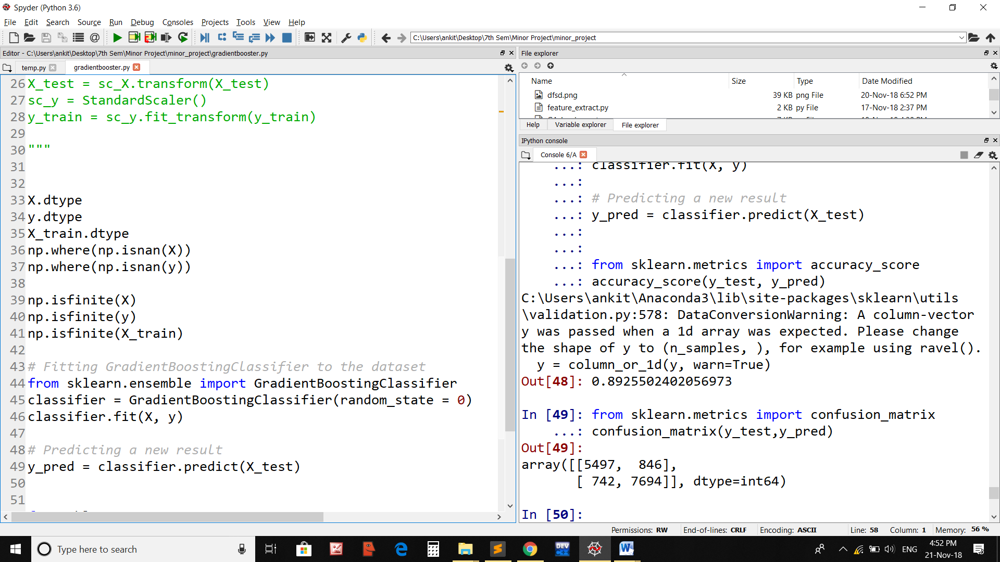 Spyder (Python 3.6)
File Edit Search Source Run Debug Consoles Projects Tools View Help
C:\Users\ankit\Desktop\7th Sem\Minor Project\minor_project
Editor - C:\Users\ankit\Desktop\7th Sem\Minor Project\minor_project\gradientbooster.py
temp.py gradientbooster.py
26 X_test = sc_X.transform(X_test)
27 sc_y = StandardScaler()
28 y_train = sc_y.fit_transform(y_train)
29
30 """
31
32
33 X.dtype
34 y.dtype
35 X_train.dtype
36 np.where(np.isnan(X))
37 np.where(np.isnan(y))
38
39 np.isfinite(X)
40 np.isfinite(y)
41 np.isfinite(X_train)
42
43 # Fitting GradientBoostingClassifier to the dataset
44 from sklearn.ensemble import GradientBoostingClassifier
45 classifier = GradientBoostingClassifier(random_state = 0)
46 classifier.fit(X, y)
47
48 # Predicting a new result
49 y_pred = classifier.predict(X_test)
50
51
File explorer
Name Size Type Date Modified
dfsd.png 39 KB png File 20-Nov-18 6:52 PM
feature_extract.py 2 KB py File 17-Nov-18 2:37 PM
Help Variable explorer File explorer
IPython console
Console 6/A
...: classifier.fit(X, y)
...:
...: # Predicting a new result
...: y_pred = classifier.predict(X_test)
...:
...:
...: from sklearn.metrics import accuracy_score
...: accuracy_score(y_test, y_pred)
C:\Users\ankit\Anaconda3\lib\site-packages\sklearn\utils
\validation.py:578: DataConversionWarning: A column-vector
y was passed when a 1d array was expected. Please change
the shape of y to (n_samples, ), for example using ravel().
y = column_or_1d(y, warn=True)
Out[48]: 0.8925502402056973
In [49]: from sklearn.metrics import confusion_matrix
...: confusion_matrix(y_test,y_pred)
Out[49]:
array([[5497, 846],
[ 742, 7694]], dtype=int64)
In [50]:
Permissions: RW End-of-lines: CRLF Encoding: ASCII Line: 58 Column: 1 Memory: 56 %
Type here to search
DEV
C++
ENG
4:52 PM
21-Nov-18